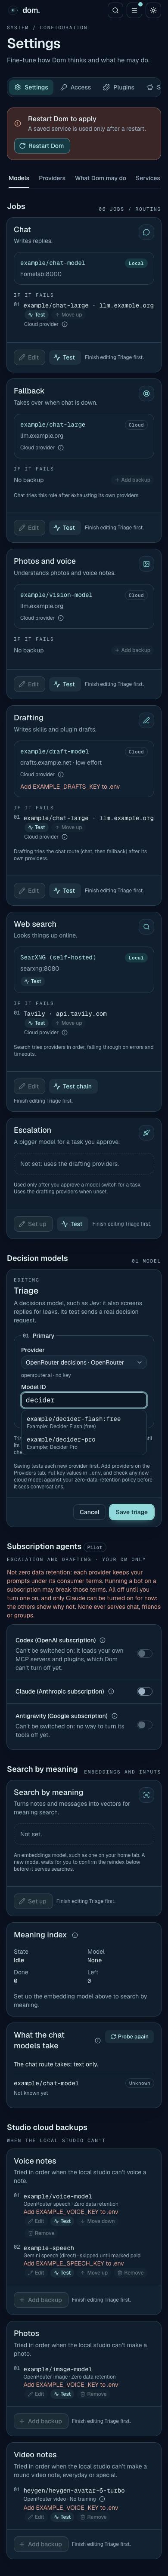 dom.
SYSTEM / CONFIGURATION
Settings
Fine-tune how Dom thinks and what he may do.
Settings
Access
Plugins
Restart Dom to apply
A saved service is used only after a restart.
Restart Dom
Models
Providers
What Dom may do
Services
Jobs
06 JOBS / ROUTING
Chat
Writes replies.
example/chat-model
Local
homelab:8000
IF IT FAILS
01 example/chat-large · llm.example.org
Test
Move up
Cloud provider
Edit
Test
Finish editing Triage first.
Fallback
Takes over when chat is down.
example/chat-large
Cloud
llm.example.org
Cloud provider
IF IT FAILS
No backup
Add backup
Chat tries this route after exhausting its own providers.
Edit
Test
Finish editing Triage first.
Photos and voice
Understands photos and voice notes.
example/vision-model
Cloud
llm.example.org
Cloud provider
IF IT FAILS
No backup
Add backup
Edit
Test
Finish editing Triage first.
Drafting
Writes skills and plugin drafts.
example/draft-model
Cloud
drafts.example.net · low effort
Cloud provider
Add EXAMPLE_DRAFTS_KEY to .env
IF IT FAILS
01 example/chat-large · llm.example.org
Test
Move up
Cloud provider
Drafting tries the chat route (chat, then fallback) after its
own providers.
Edit
Test
Finish editing Triage first.
Web search
Looks things up online.
SearXNG (self-hosted)
Local
searxng:8080
Test
IF IT FAILS
01 Tavily · api.tavily.com
Test
Move up
Cloud provider
Search tries providers in order, falling through on errors and
timeouts.
Edit
Test chain
Finish editing Triage first.
Escalation
A bigger model for a task you approve.
Not set: uses the drafting providers.
Used only after you approve a model switch for a task.
Uses the drafting providers when unset.
Set up
Test
Finish editing Triage first.
Decision models
01 MODEL
EDITING
Triage
A decisions model, such as Jev: it also screens
replies for leaks. Its test sends a real decision
request.
01 Primary
Provider
OpenRouter decisions · OpenRouter
openrouter.ai · no key
Model ID
decider
example/decider-flash:free
Example: Decider Flash (free)
example/decider-pro
Example: Decider Pro
Saving tests each new provider first. Add providers on the
Providers tab. Put key values in .env, and check a new
cloud model against your zero-data-retention policy before
it sees conversations.
Cancel
Save triage
Subscription agents
Pilot
ESCALATION AND DRAFTING · YOUR DM ONLY
Not zero data retention: each provider keeps your
prompts under its consumer terms. Running a bot on a
subscription may break those terms. All off until you
turn one on, and only Claude can be turned on for now:
the others show why not. None ever serves chat, friends
or groups.
Codex (OpenAI subscription)
Can't be switched on: it loads your own
MCP servers and plugins, which Dom
can't turn off yet.
Claude (Anthropic subscription)
Antigravity (Google subscription)
Can't be switched on: no way to turn its
tools off yet.
Search by meaning
EMBEDDINGS AND INPUTS
Search by meaning
Turns notes and messages into vectors for
meaning search.
Not set.
An embeddings model, such as one on your home lab. A
new model waits for you to confirm the reindex below
before it serves searches.
Set up
Finish editing Triage first.
Meaning index
State
Model
Idle
None
Done
Left
0
0
Set up the embedding model above to search by
meaning.
What the chat
models take
Probe again
The chat route takes: text only.
example/chat-model
Unknown
Not known yet
Studio cloud backups
WHEN THE LOCAL STUDIO CAN'T
Voice notes
Tried in order when the local studio can't voice a
note.
01 example/voice-model
OpenRouter speech · Zero data retention
Add EXAMPLE_VOICE_KEY to .env
Edit
Test
Move down
Remove
02 example-speech
Gemini speech (direct) · skipped until marked paid
Add EXAMPLE_SPEECH_KEY to .env
Edit
Test
Move up
Remove
Add backup
Finish editing Triage first.
Photos
Tried in order when the local studio can't make a
photo.
01 example/image-model
OpenRouter image · Zero data retention
Add EXAMPLE_VOICE_KEY to .env
Edit
Test
Remove
Add backup
Finish editing Triage first.
Video notes
Tried in order when the local studio can't make a
round video note, everyday or special.
01 heygen/heygen-avatar-6-turbo
OpenRouter video · No training
Add EXAMPLE_VOICE_KEY to .env
Edit
Test
Remove
Add backup
Finish editing Triage first.